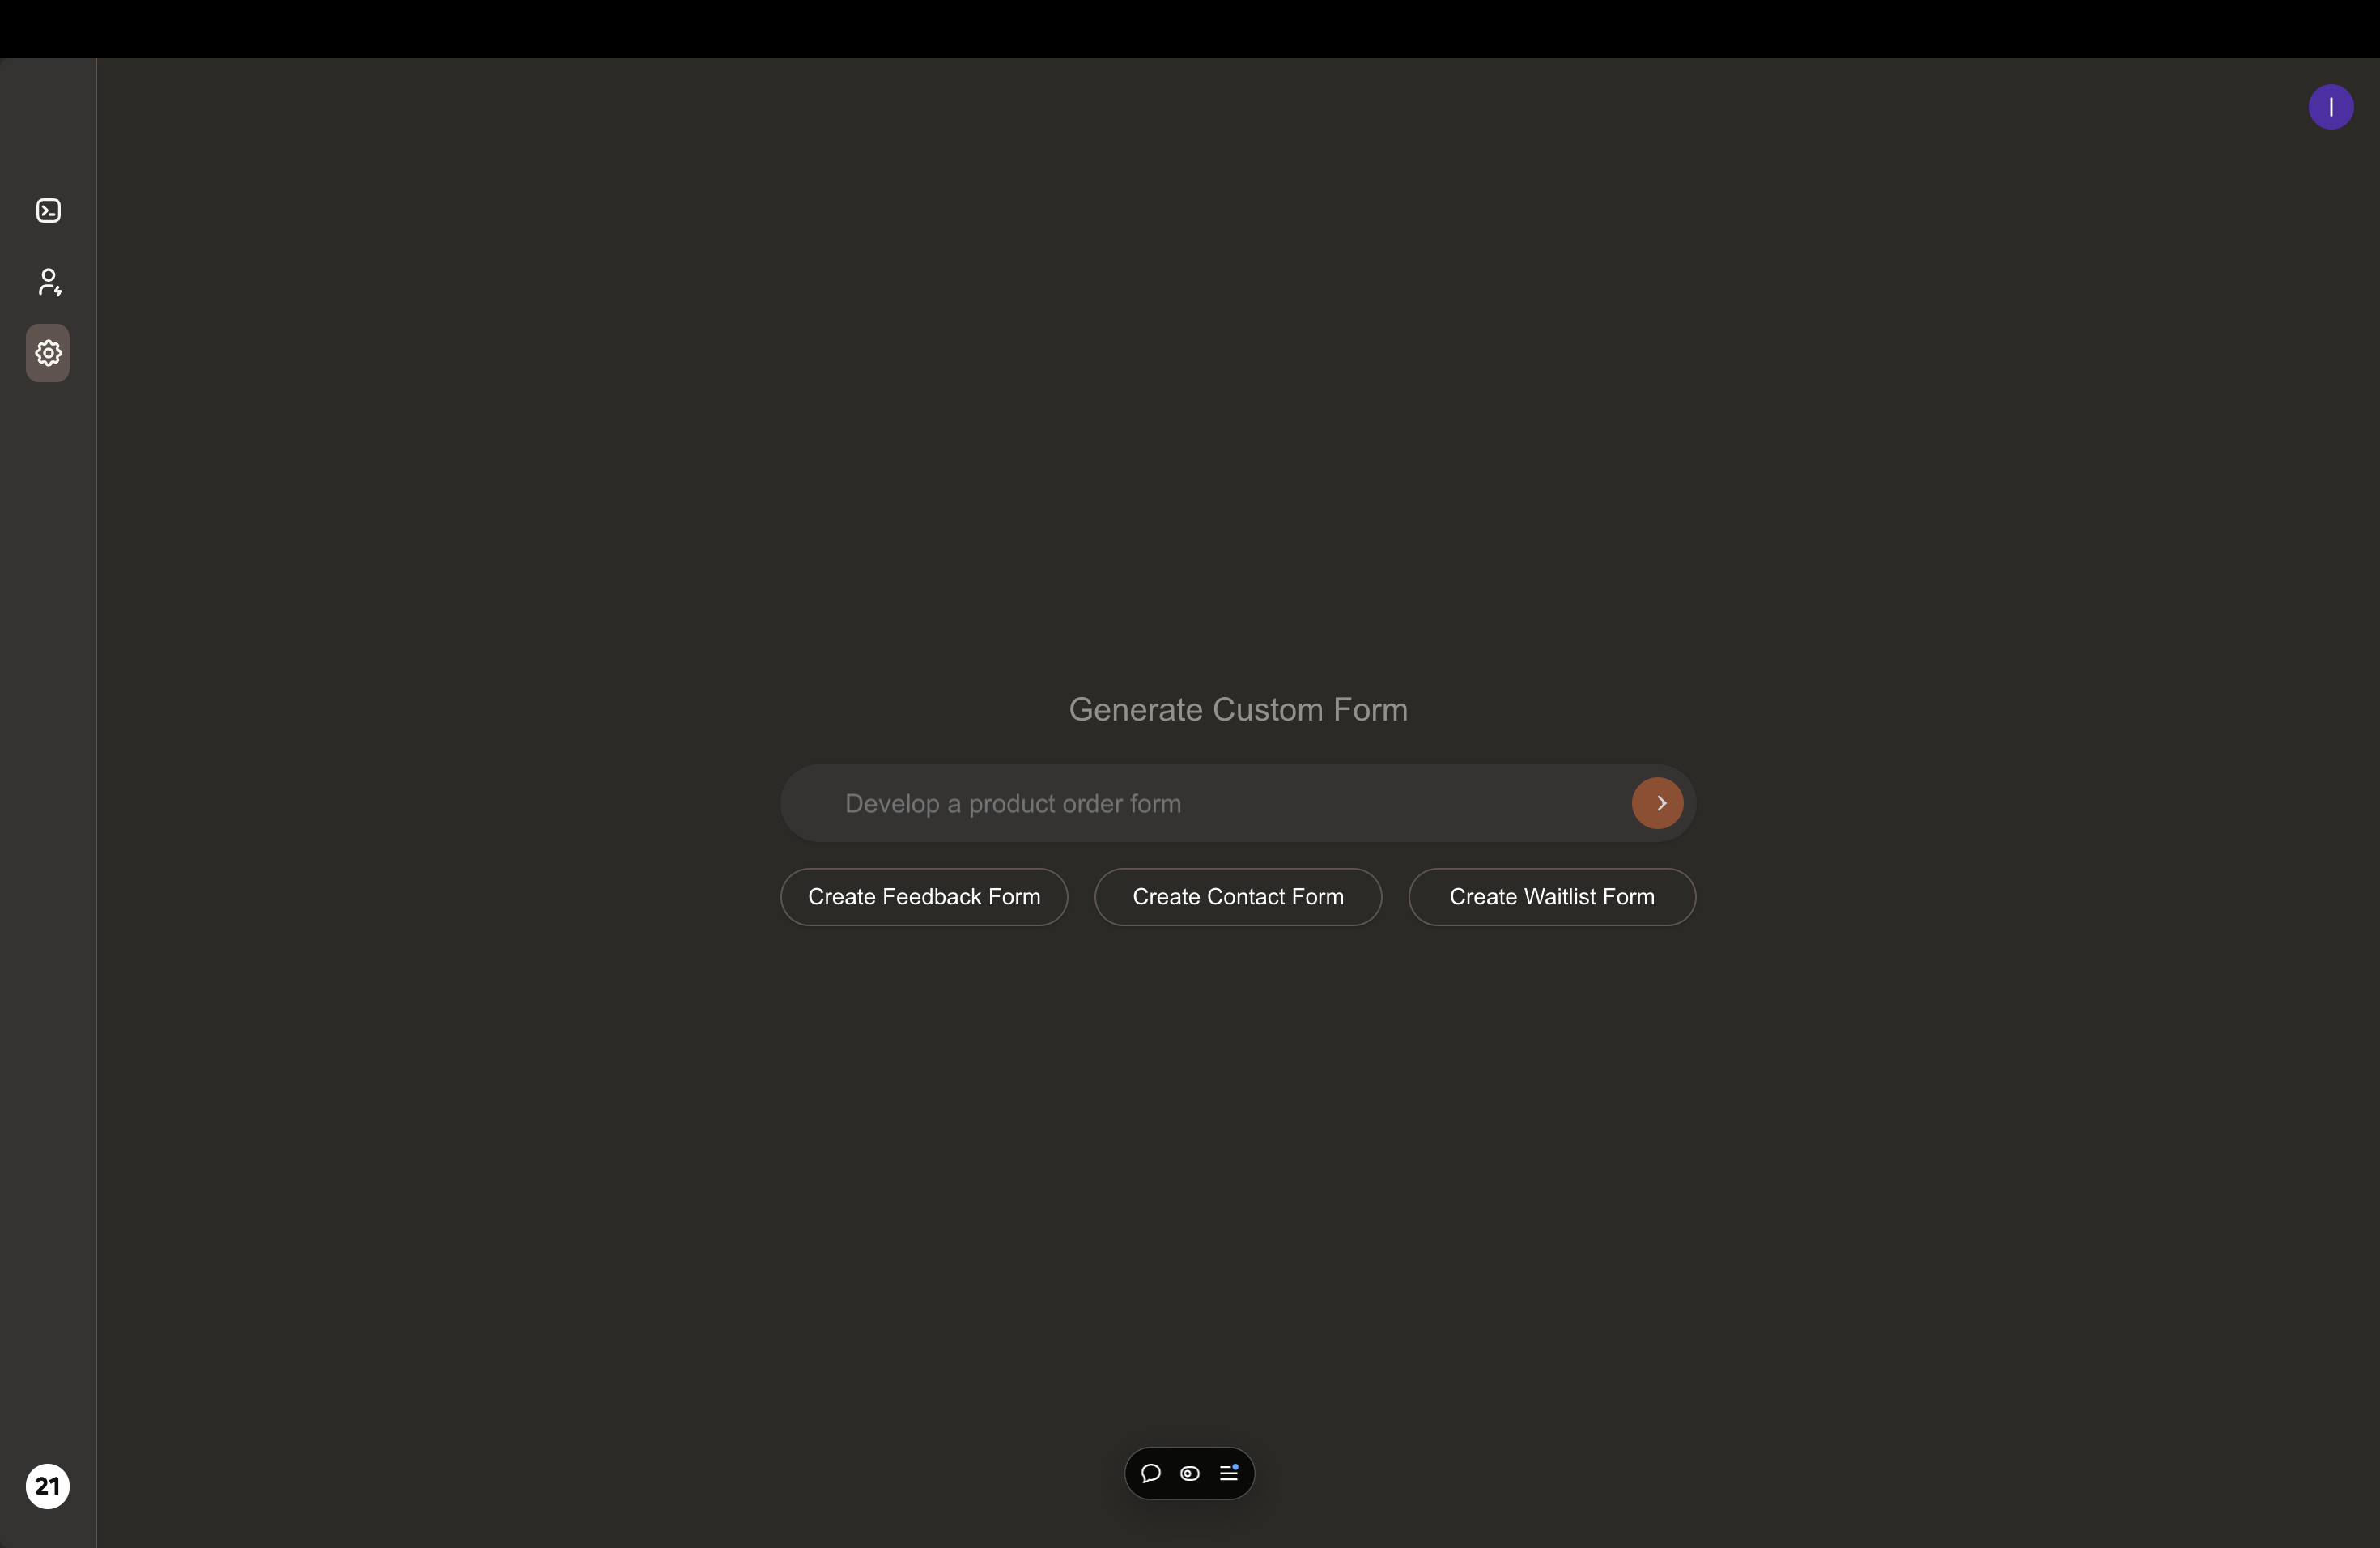 I
Generate Custom Form
Develop a product order form
Create Feedback Form
Create Contact Form
Create Waitlist Form
21